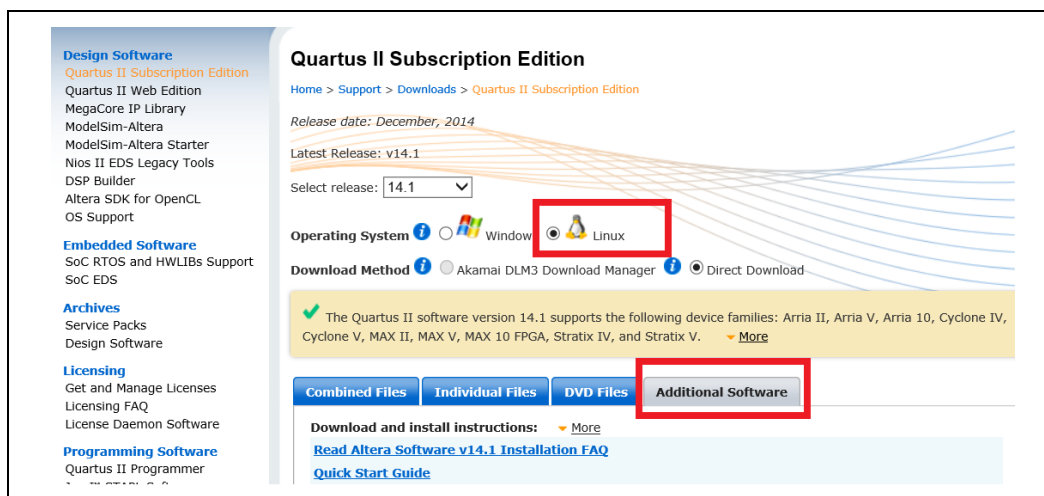 Design Software
Quartus II Subscription Edition
Quartus II Web Edition
MegaCore IP Library
ModelSim-Altera
ModelSim-Altera Starter
Nios II EDS Legacy Tools
DSP Builder
Altera SDK for OpenCL
OS Support
Embedded Software
SoC RTOS and HWLIBs Support
SoC EDS
Archives
Service Packs
Design Software
Licensing
Get and Manage Licenses
Licensing FAQ
License Daemon Software
Programming Software
Quartus II Programmer
Quartus II Subscription Edition
Home > Support > Downloads > Quartus II Subscription Edition
Release date: December, 2014
Latest Release: v14.1
Select release: 14.1
Operating System Window Linux
Download Method Akamai DLM3 Download Manager Direct Download
The Quartus II software version 14.1 supports the following device families: Arria II, Arria V, Arria 10, Cyclone IV,
Cyclone V, MAX II, MAX V, MAX 10 FPGA, Stratix IV, and Stratix V. More
Combined Files Individual Files DVD Files Additional Software
Download and install instructions: More
Read Altera Software v14.1 Installation FAQ
Quick Start Guide